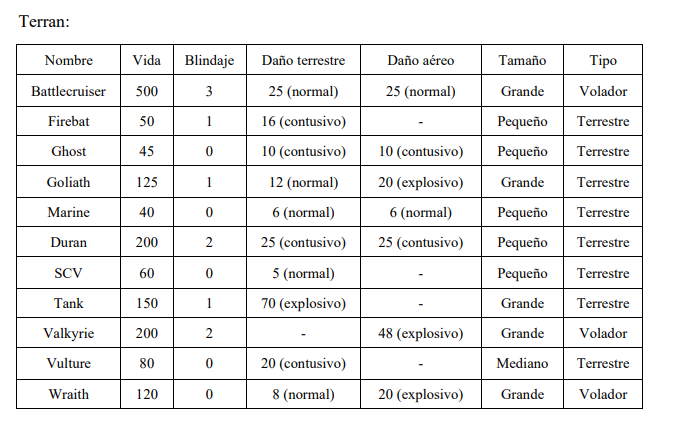 Terran:
Nombre Vida Blindaje Daño terrestre Daño aéreo Tamaño Tipo
Battlecruiser 500 3 25 (normal) 25 (normal) Grande Volador
Firebat 50 1 16 (contusivo) - Pequeño Terrestre
Ghost 45 0 10 (contusivo) 10 (contusivo) Pequeño Terrestre
Goliath 125 1 12 (normal) 20 (explosivo) Grande Terrestre
Marine 40 0 6 (normal) 6 (normal) Pequeño Terrestre
Duran 200 2 25 (contusivo) 25 (contusivo) Pequeño Terrestre
SCV 60 0 5 (normal) - Pequeño Terrestre
Tank 150 1 70 (explosivo) - Grande Terrestre
Valkyrie 200 2 - 48 (explosivo) Grande Volador
Vulture 80 0 20 (contusivo) - Mediano Terrestre
Wraith 120 0 8 (normal) 20 (explosivo) Grande Volador